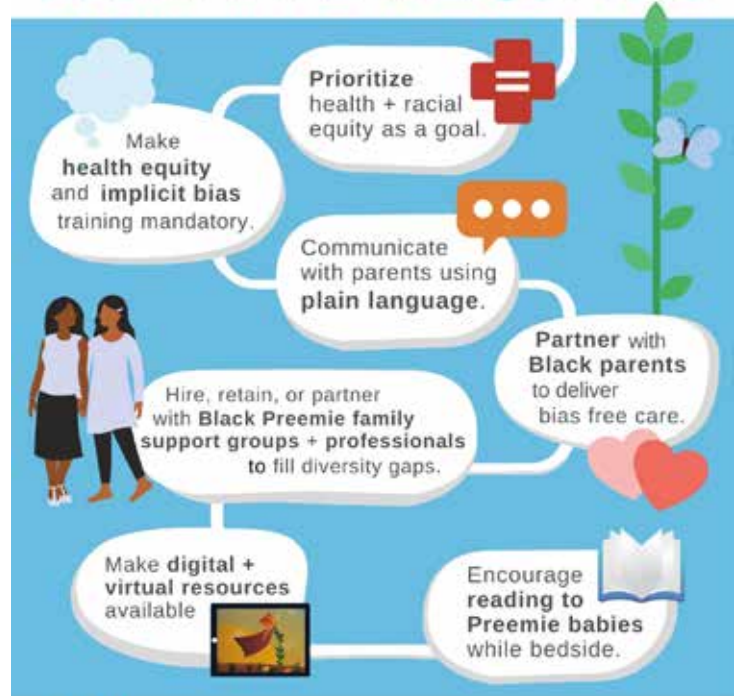 Prioritize
health + racial
equity as a goal.
Make
health equity
and implicit bias
training mandatory.
Communicate
with parents using
plain language.
Partner with
Black parents
to deliver
bias free care.
Hire, retain, or partner
with Black Preemie family
support groups + professionals
to fill diversity gaps.
Make digital +
virtual resources
available
Encourage
reading to
Preemie babies
while bedside.